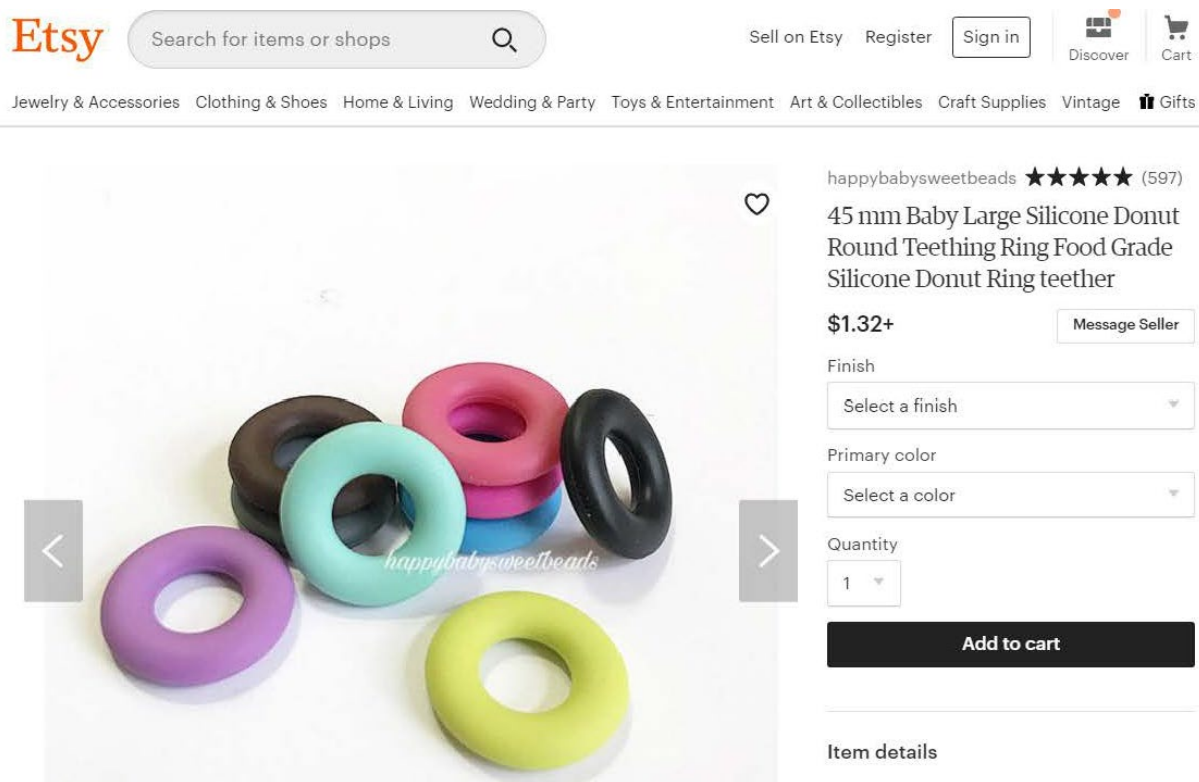 Etsy
Search for items or shops
Sell on Etsy Register Sign in
Discover
Cart
Jewelry & Accessories Clothing & Shoes Home & Living Wedding & Party Toys & Entertainment Art & Collectibles Craft Supplies Vintage Gifts
happybabysweetbeads ★★★★★ (597)
45 mm Baby Large Silicone Donut
Round Teething Ring Food Grade
Silicone Donut Ring teether
$1.32+
Message Seller
Finish
Select a finish
Primary color
Select a color
Quantity
1
Add to cart
Item details
happybabysweetbeads